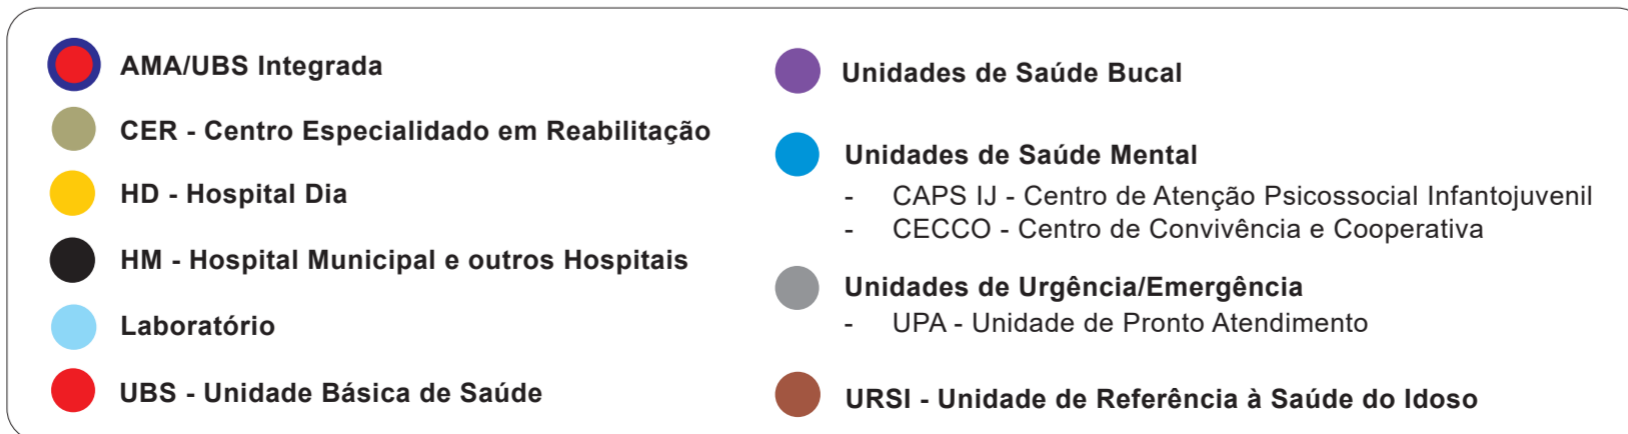 AMA/UBS Integrada
CER - Centro Especialidado em Reabilitação
HD - Hospital Dia
HM - Hospital Municipal e outros Hospitais
Laboratório
UBS - Unidade Básica de Saúde
Unidades de Saúde Bucal
Unidades de Saúde Mental
- CAPS IJ - Centro de Atenção Psicossocial Infantojuvenil
- CECCO - Centro de Convivência e Cooperativa
Unidades de Urgência/Emergência
- UPA - Unidade de Pronto Atendimento
URSI - Unidade de Referência à Saúde do Idoso